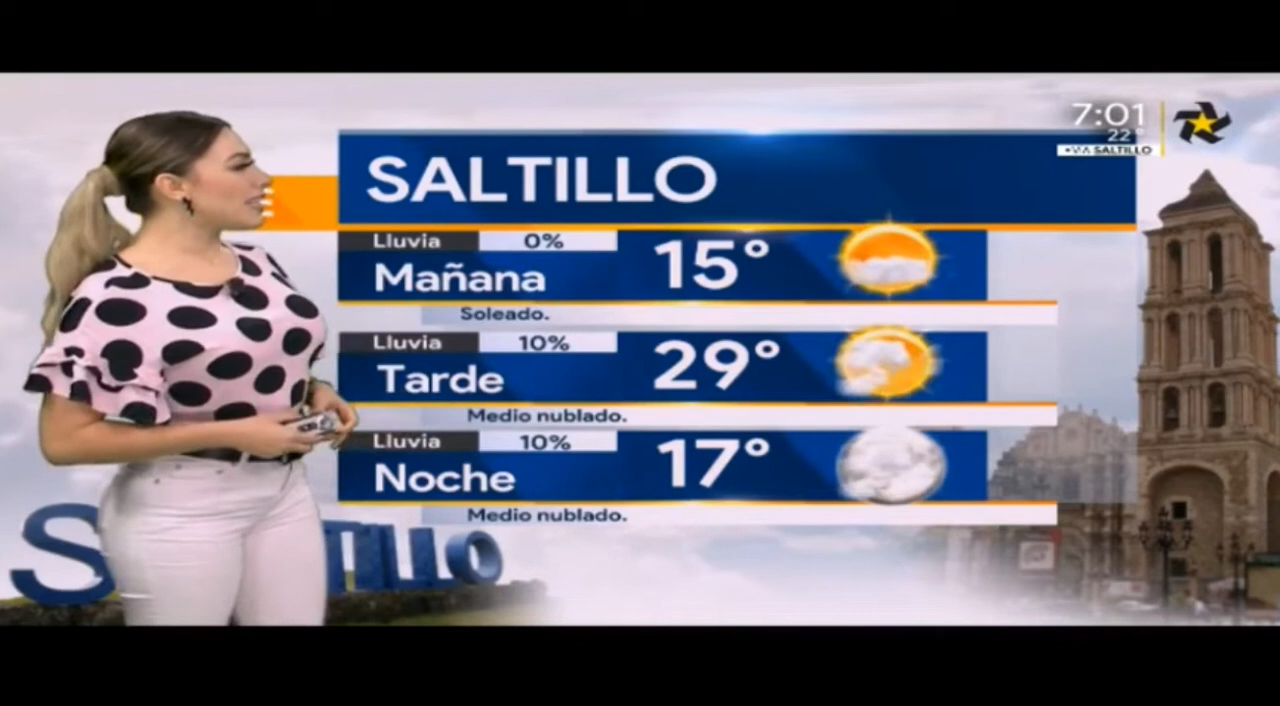 7:01
22°
SALTILLO
SALTILLO
Lluvia 0%
Mañana 15°
Soleado.
Lluvia 10%
Tarde 29°
Medio nublado.
Lluvia 10%
Noche 17°
Medio nublado.
S TILLO